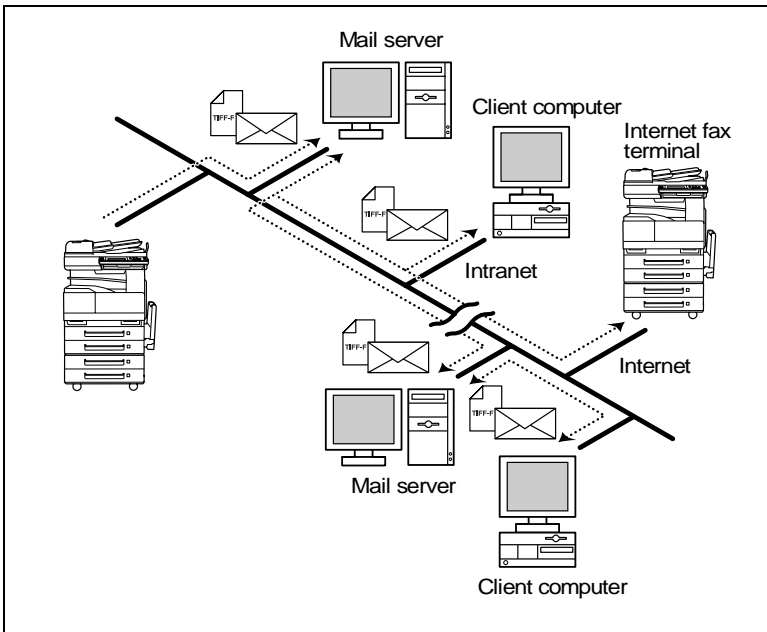 Mail server
TIFF-F
Client computer
Internet fax
terminal
TIFF-F
Intranet
TIFF-F
Internet
TIFF-F
Mail server
Client computer